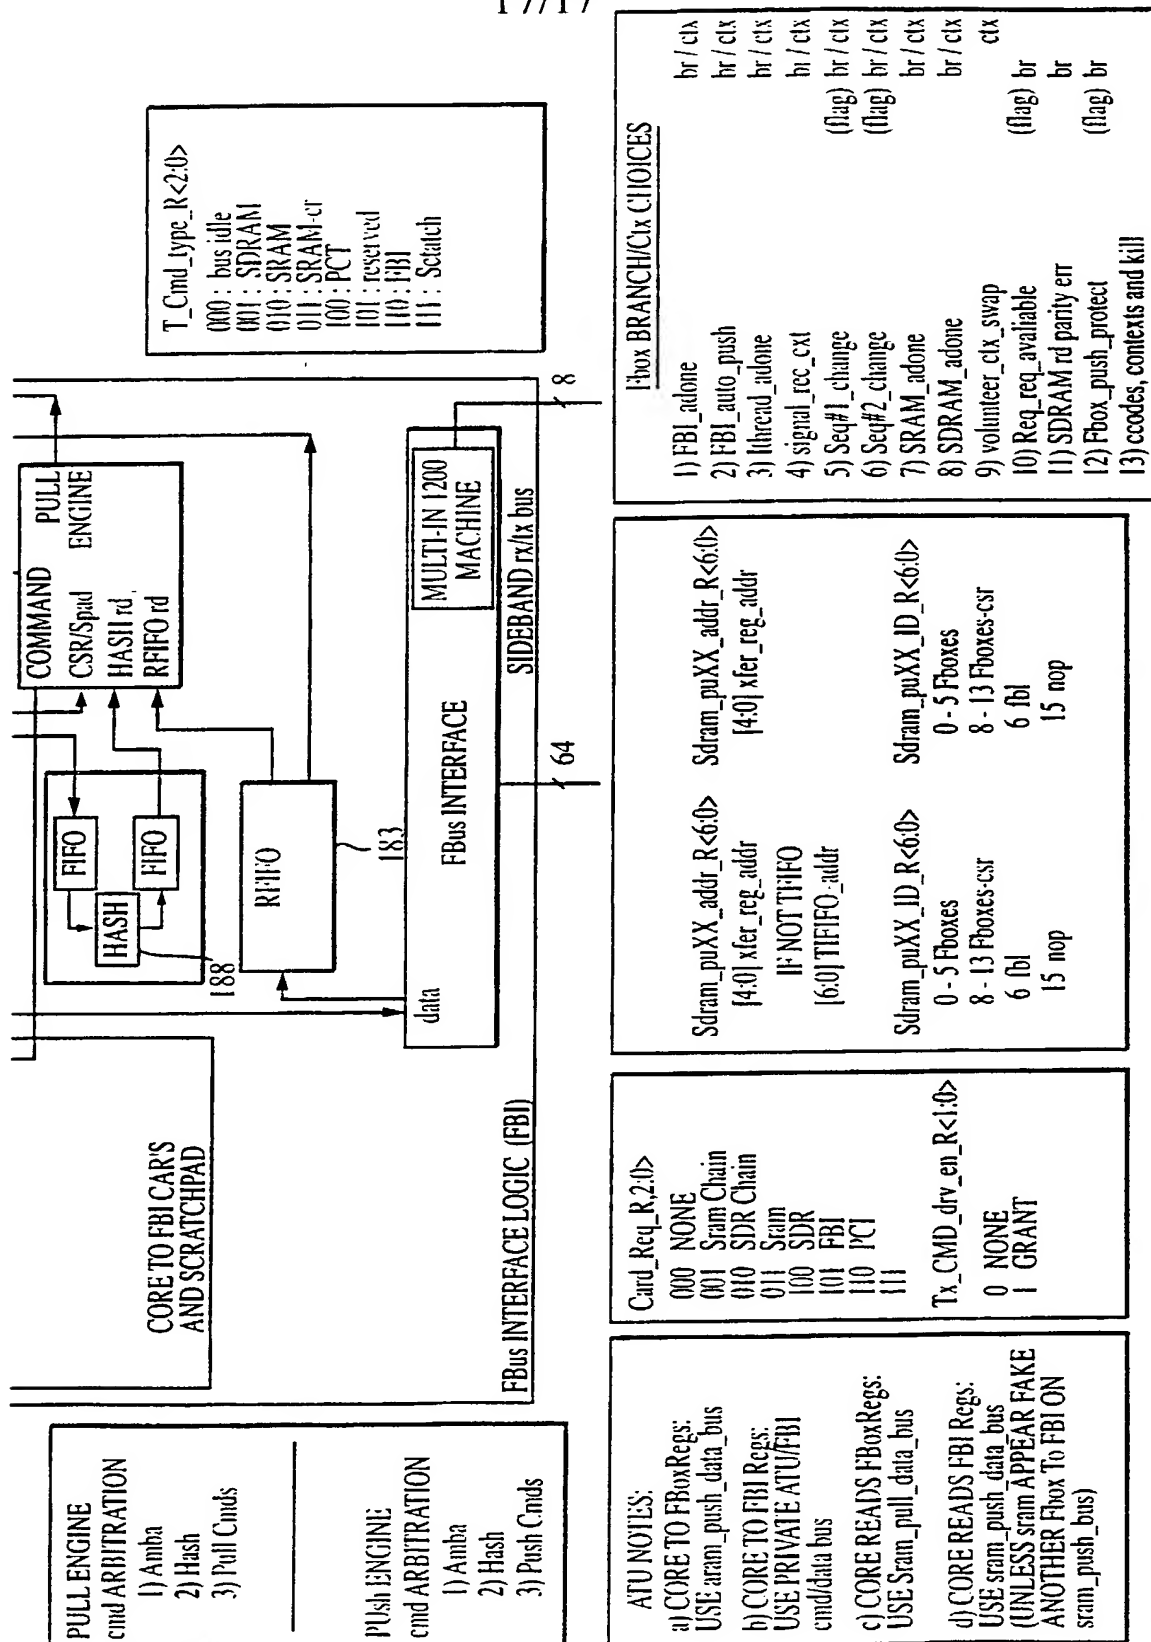 17/17
PULL ENGINE
cmd ARBITRATION
1) Amba
2) Hash
3) Pull Cmds
PUsh ENGINE
cmd ARBITRATION
1) Amba
2) Hash
3) Push Cmds
CORE TO FBI CAR'S
AND SCRATCHPAD
FIFO
HASH
FIFO
188
COMMAND
PULL
ENGINE
CSR/Spad
HASH rd
RFIFO rd
RFIFO
183
data
FBus INTERFACE
MULTI-IN 1200
MACHINE
FBus INTERFACE LOGIC (FBI)
SIDEBAND rx/tx bus
64
8
T_Cmd_type_R<2:0>
000 : bus idle
001 : SDRAM
010 : SRAM
011 : SRAM-cr
100 : PCT
101 : reserved
110 : FBI
111 : Sctatch
ATU NOTES:
a) CORE TO FBoxRegs:
USE aram_push_data_bus
b) CORE TO FBI Regs:
USE PRIVATE ATU/FBI
cmd/data bus
c) CORE READS FBoxRegs:
USE Sram_pull_data_bus
d) CORE READS FBI Regs:
USE sram_push_data_bus
(UNLESS sram APPEAR FAKE
ANOTHER Fbox To FBI ON
sram_push_bus)
Card_Req_R,2:0>
000 NONE
001 Sram Chain
010 SDR Chain
011 Sram
100 SDR
101 FBI
110 PCI
111
Tx_CMD_drv_en_R<1:0>
0 NONE
1 GRANT
Sdram_puXX_addr_R<6:0>
[4:0] xfer_reg_addr
IF NOT TFIFO
[6:0] TFIFO_addr
Sdram_puXX_addr_R<6:0>
[4:0] xfer_reg_addr
Sdram_puXX_ID_R<6:0>
0 - 5 Fboxes
8 - 13 Fboxes-csr
6 fbl
15 nop
Sdram_puXX_ID_R<6:0>
0 - 5 Fboxes
8 - 13 Fboxes-csr
6 fbl
15 nop
Fbox BRANCH/Ctx CHOICES
1) FBI_adone br / ctx
2) FBI_auto_push br / ctx
3) Ithread_adone br / ctx
4) signal_rec_cxt br / ctx
5) Seq#1_change (flag) br / ctx
6) Seq#2_change (flag) br / ctx
7) SRAM_adone br / ctx
8) SDRAM_adone br / ctx
9) volunteer_ctx_swap ctx
10) Req_req_avaliable (flag) br
11) SDRAM rd parity err br
12) Fbox_push_protect (flag) br
13) ccodes, contexts and kill